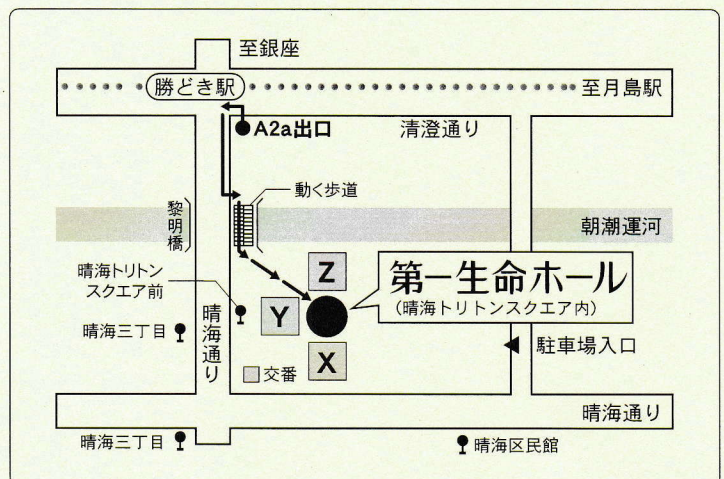 至銀座
勝どき駅
至月島駅
A2a出口
清澄通り
動く歩道
黎明橋
朝潮運河
晴海トリトン
スクエア前
晴海三丁目
晴海通り
Z
Y
X
第一生命ホール
(晴海トリトンスクエア内)
交番
駐車場入口
晴海通り
晴海三丁目
晴海区民館